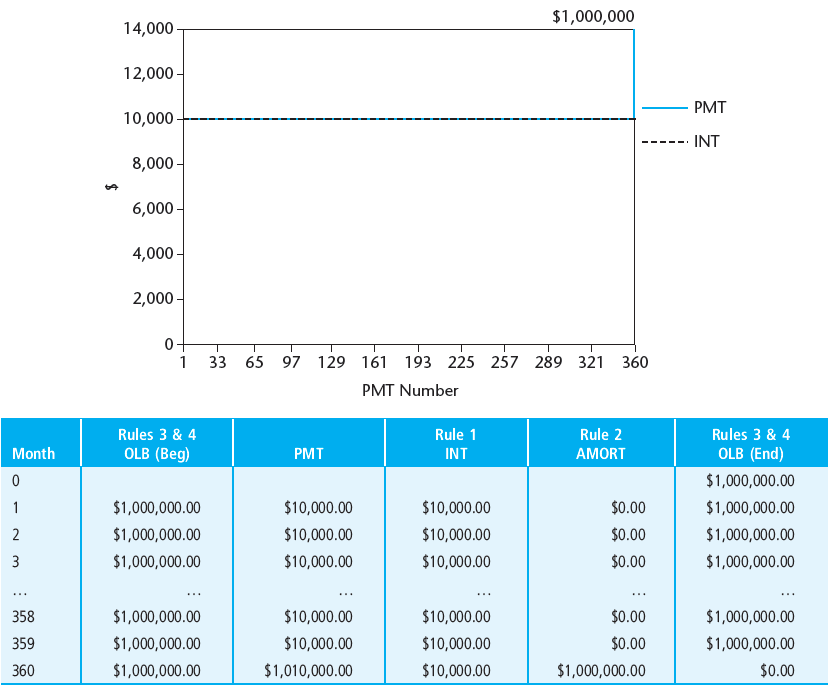 $1,000,000
14,000
12,000
10,000
8,000
6,000
4,000
2,000
0
$
PMT
INT
1 33 65 97 129 161 193 225 257 289 321 360
PMT Number
Rules 3 & 4 Rule 1 Rule 2 Rules 3 & 4
Month OLB (Beg) PMT INT AMORT OLB (End)
0 $1,000,000.00
1 $1,000,000.00 $10,000.00 $10,000.00 $0.00 $1,000,000.00
2 $1,000,000.00 $10,000.00 $10,000.00 $0.00 $1,000,000.00
3 $1,000,000.00 $10,000.00 $10,000.00 $0.00 $1,000,000.00
... ... ... ... ... ...
358 $1,000,000.00 $10,000.00 $10,000.00 $0.00 $1,000,000.00
359 $1,000,000.00 $10,000.00 $10,000.00 $0.00 $1,000,000.00
360 $1,000,000.00 $1,010,000.00 $10,000.00 $1,000,000.00 $0.00